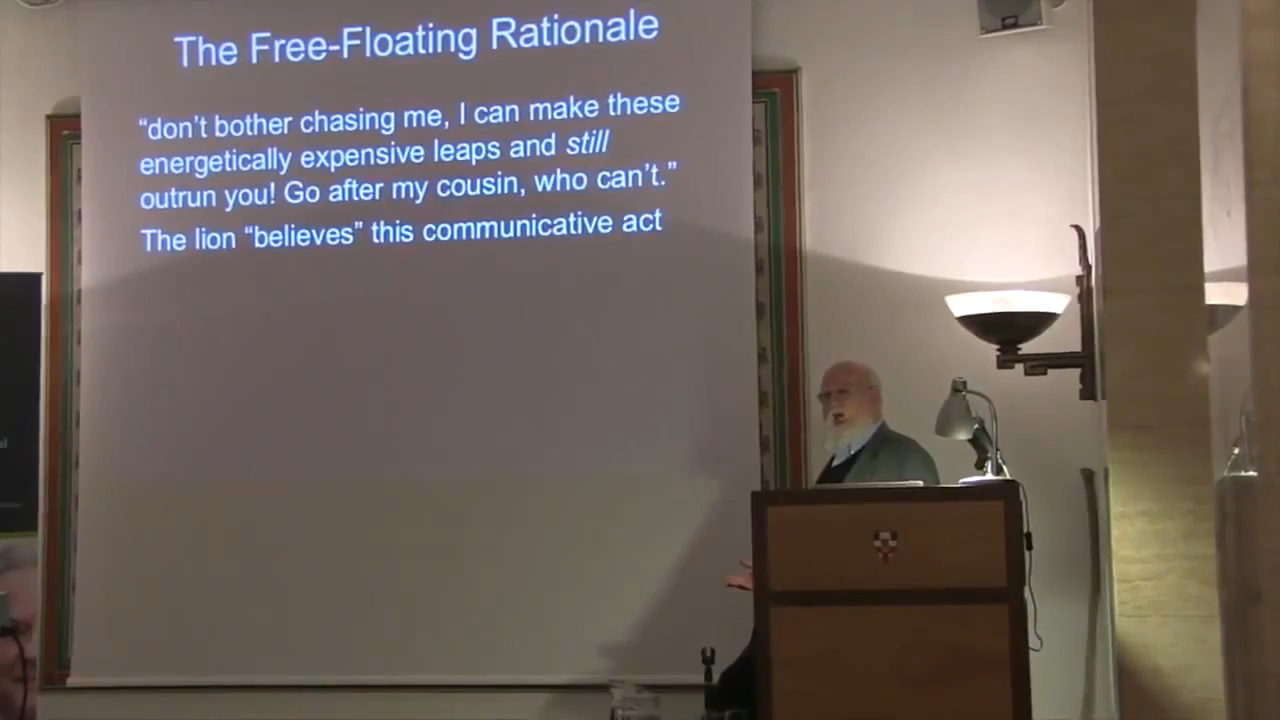 The Free-Floating Rationale
“don’t bother chasing me, I can make these
energetically expensive leaps and still
outrun you! Go after my cousin, who can’t.”
The lion “believes” this communicative act